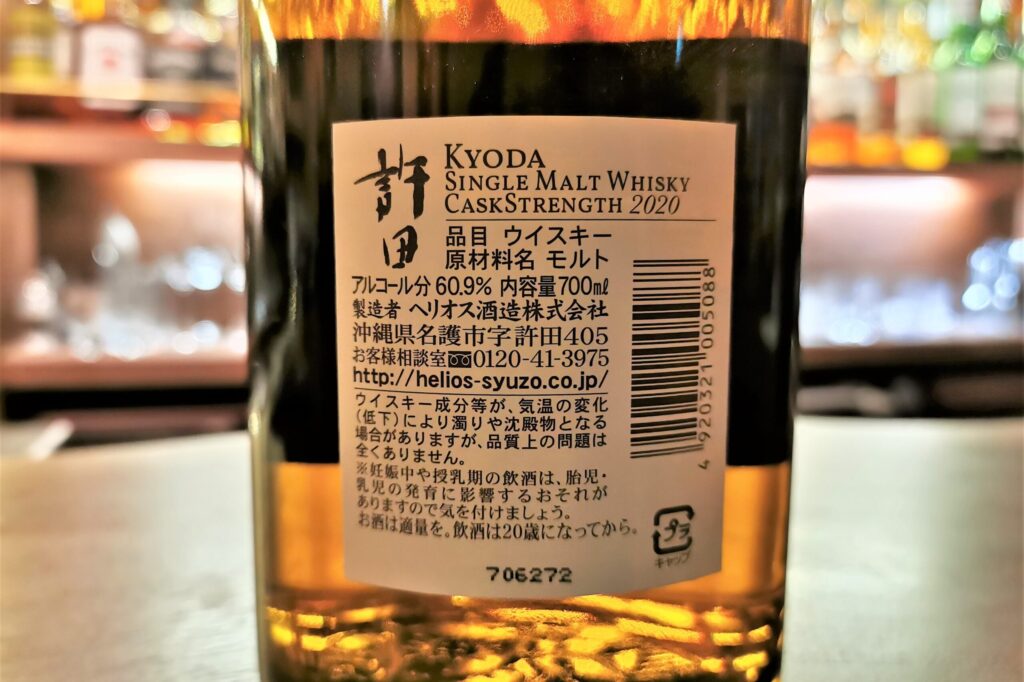 許田
KYODA
SINGLE MALT WHISKY
CASKSTRENGTH 2020
品目 ウイスキー
原材料名 モルト
アルコール分 60.9% 内容量700㎖
製造者 ヘリオス酒造株式会社
沖縄県名護市字許田405
お客様相談室 0120-41-3975
http://helios-syuzo.co.jp/
ウイスキー成分等が、気温の変化
(低下)により濁りや沈殿物となる
場合がありますが、品質上の問題は
全くありません。
※妊娠中や授乳期の飲酒は、胎児・
乳児の発育に影響するおそれが
ありますので気を付けましょう。
お酒は適量を。飲酒は20歳になってから。
4 920321 005088
プラ
キャップ
706272